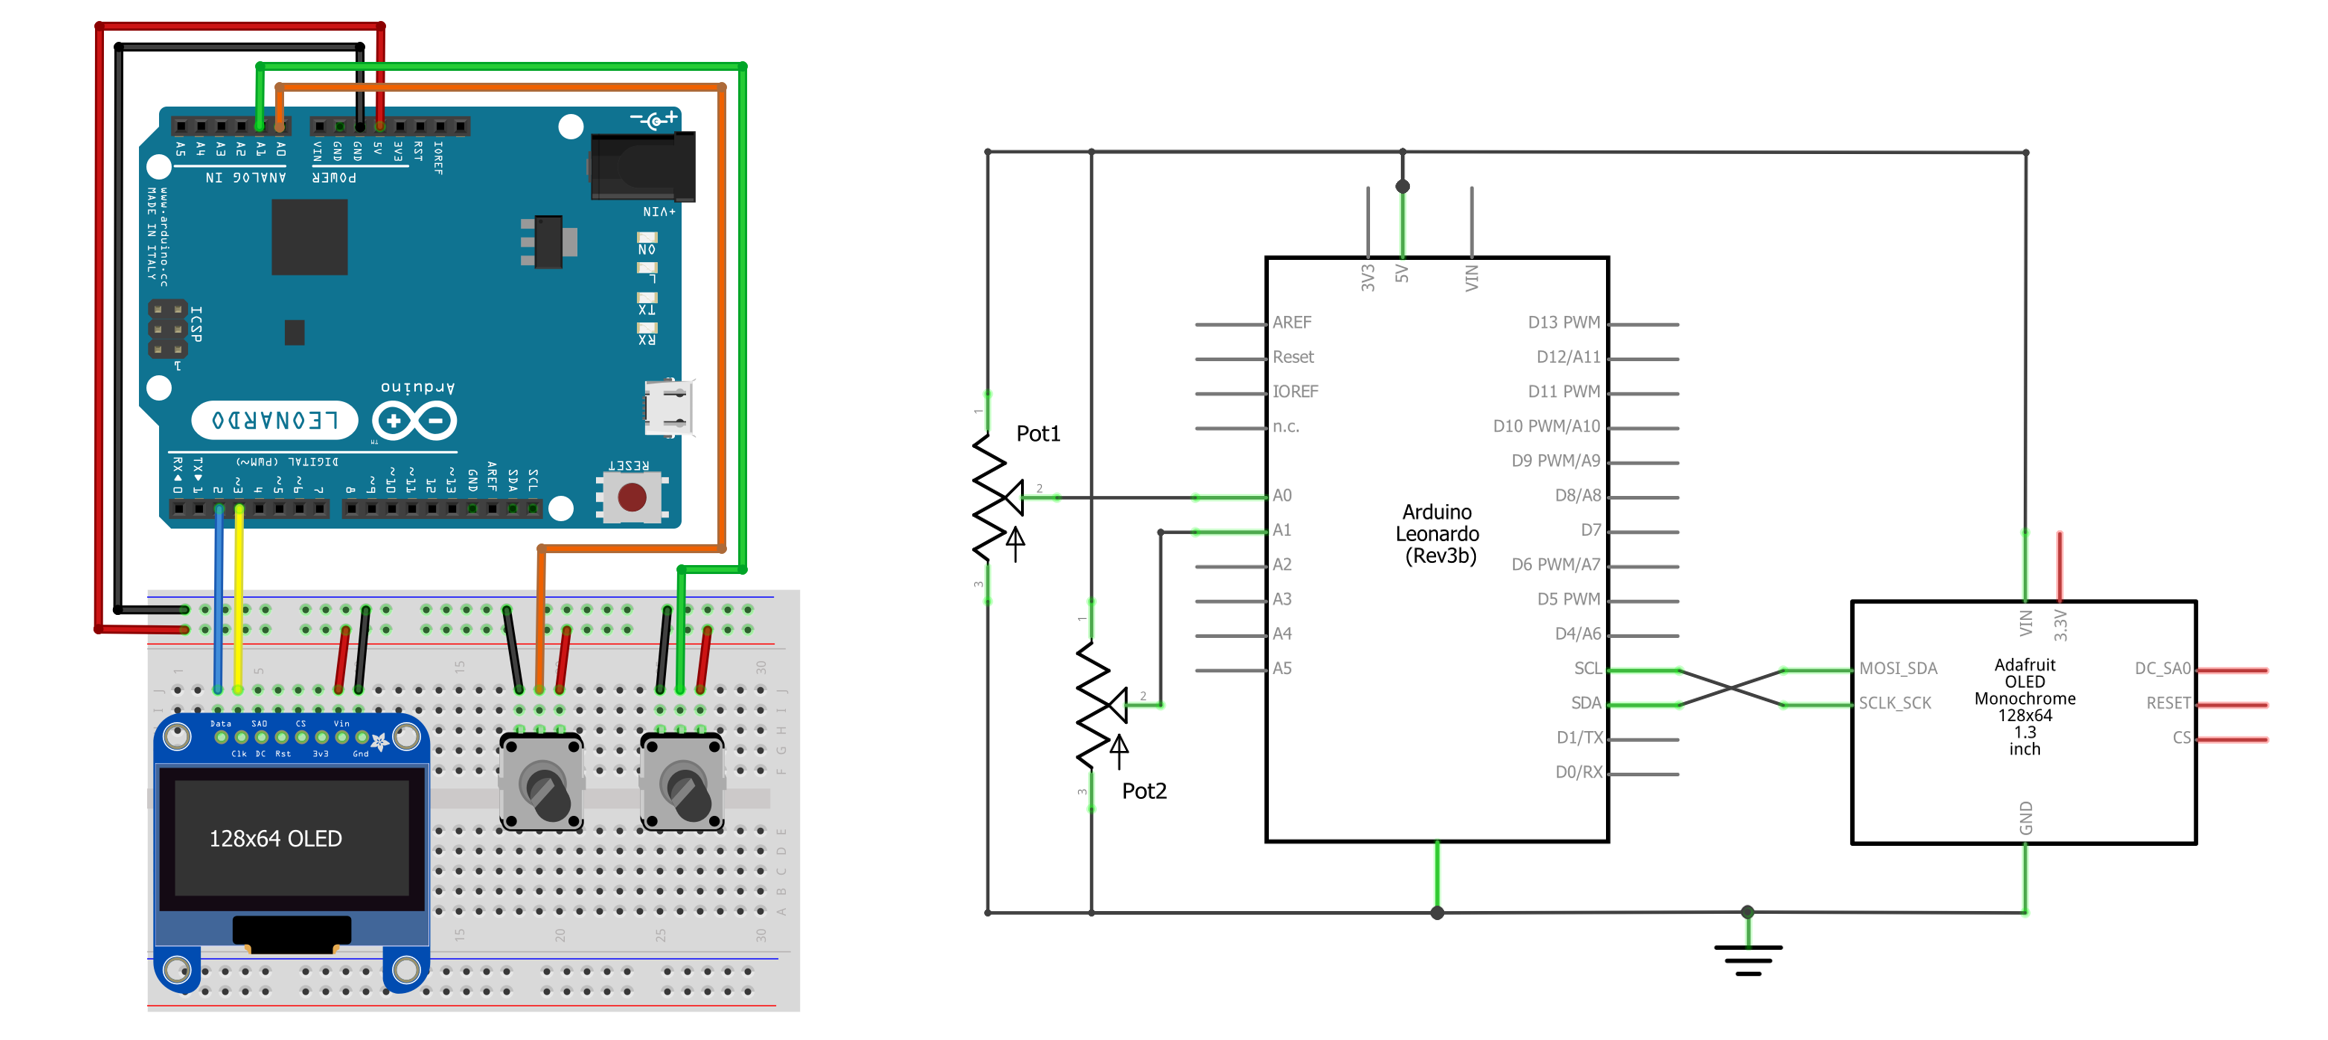 A5 A4 A3 A2 A1 A0 VIN GND GND 5V 3V3 RST IOREF
ANALOG IN POWER
+VIN
www.arduino.cc
MADE IN ITALY
ON
L
TX
RX
ICSP
1
Arduino
LEONARDO
TM
DIGITAL (PWM~)
RESET
RX 0 TX 1 2 ~3 4 ~5 ~6 7 8 ~9 ~10 ~11 12 ~13 GND AREF SDA SCL
1 5 15 30
J J
I I
H
G
F
Data SA0 CS Vin
Clk DC Rst 3v3 Gnd
128x64 OLED
E
D
C
B
A
15 20 25 30
3V3 5V VIN
AREF
Reset
IOREF
n.c.
A0
A1
A2
A3
A4
A5
Arduino
Leonardo
(Rev3b)
D13 PWM
D12/A11
D11 PWM
D10 PWM/A10
D9 PWM/A9
D8/A8
D7
D6 PWM/A7
D5 PWM
D4/A6
SCL
SDA
D1/TX
D0/RX
1
Pot1
2
3
1
2
3
Pot2
VIN 3.3V
MOSI_SDA
SCLK_SCK
Adafruit
OLED
Monochrome
128x64
1.3
inch
DC_SA0
RESET
CS
GND